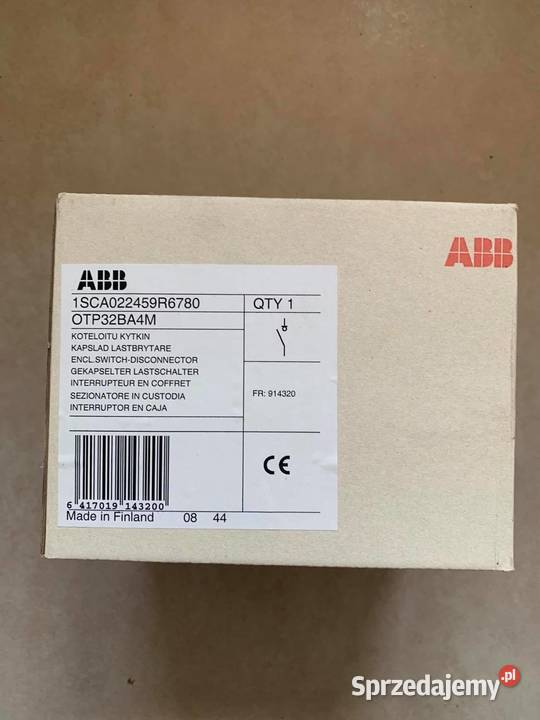 ABB
ABB
1SCA022459R6780
QTY 1
OTP32BA4M
KOTELOITU KYTKIN
KAPSLAD LASTBRYTARE
ENCL.SWITCH-DISCONNECTOR
GEKAPSELTER LASTSCHALTER
INTERRUPTEUR EN COFFRET
SEZIONATORE IN CUSTODIA
INTERRUPTOR EN CAJA
FR: 914320
CE
6 417019 143200
Made in Finland 08 44
Sprzedajemy.pl